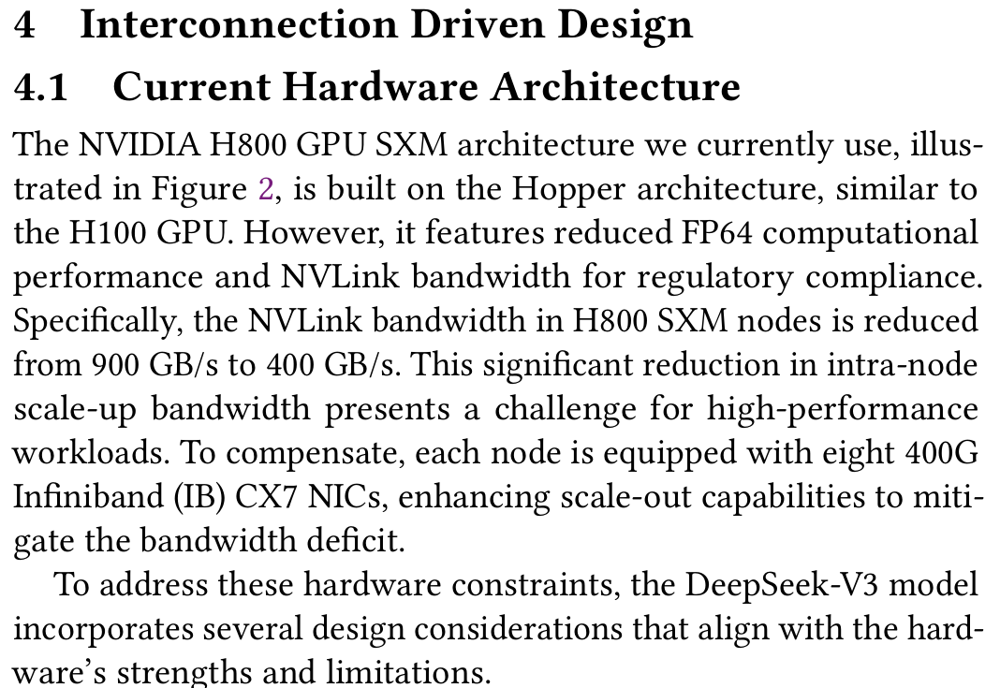 4 Interconnection Driven Design
4.1 Current Hardware Architecture
The NVIDIA H800 GPU SXM architecture we currently use, illus-
trated in Figure 2, is built on the Hopper architecture, similar to
the H100 GPU. However, it features reduced FP64 computational
performance and NVLink bandwidth for regulatory compliance.
Specifically, the NVLink bandwidth in H800 SXM nodes is reduced
from 900 GB/s to 400 GB/s. This significant reduction in intra-node
scale-up bandwidth presents a challenge for high-performance
workloads. To compensate, each node is equipped with eight 400G
Infiniband (IB) CX7 NICs, enhancing scale-out capabilities to miti-
gate the bandwidth deficit.
To address these hardware constraints, the DeepSeek-V3 model
incorporates several design considerations that align with the hard-
ware's strengths and limitations.